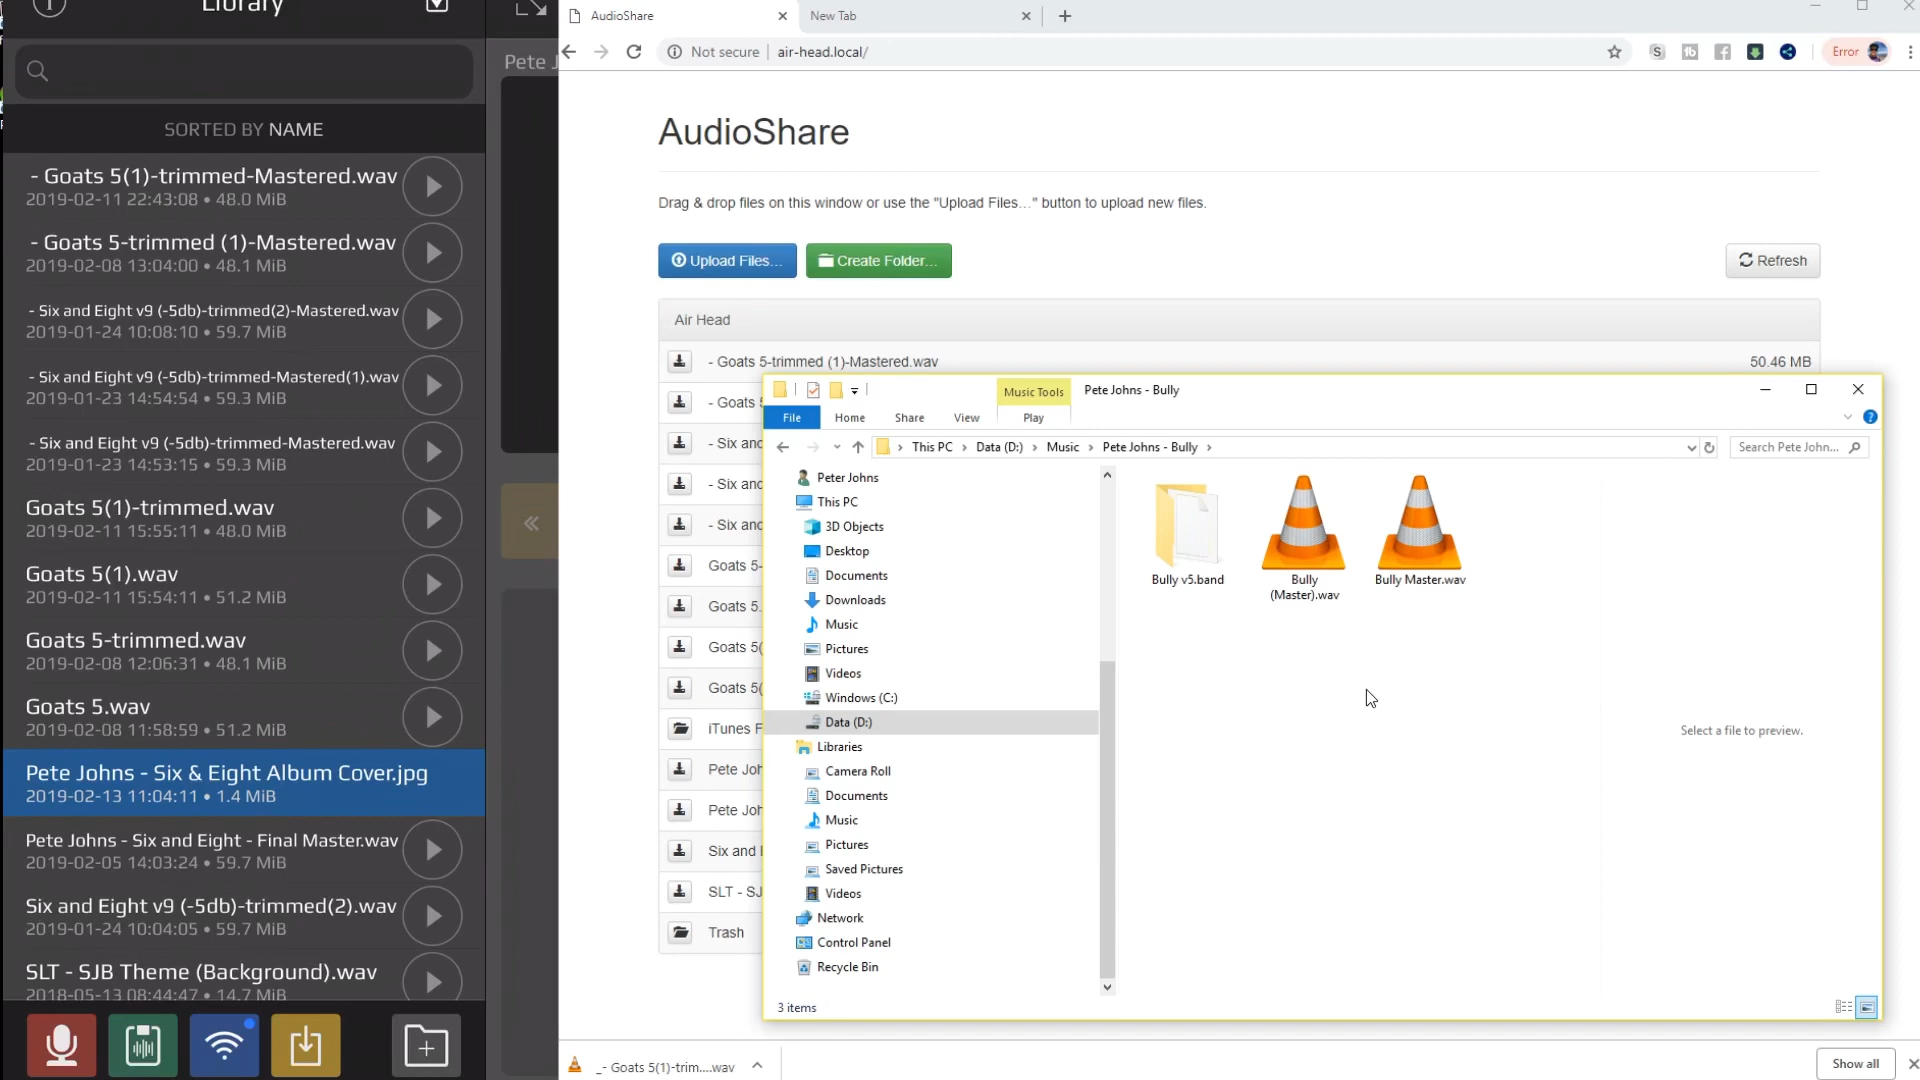 Library
SORTED BY NAME
- Goats 5(1)-trimmed-Mastered.wav
2019-02-11 22:43:08 • 48.0 MiB
- Goats 5-trimmed (1)-Mastered.wav
2019-02-08 13:04:00 • 48.1 MiB
- Six and Eight v9 (-5db)-trimmed(2)-Mastered.wav
2019-01-24 10:08:10 • 59.7 MiB
- Six and Eight v9 (-5db)-trimmed-Mastered(1).wav
2019-01-23 14:54:54 • 59.3 MiB
- Six and Eight v9 (-5db)-trimmed-Mastered.wav
2019-01-23 14:53:15 • 59.3 MiB
Goats 5(1)-trimmed.wav
2019-02-11 15:55:11 • 48.0 MiB
Goats 5(1).wav
2019-02-11 15:54:11 • 51.2 MiB
Goats 5-trimmed.wav
2019-02-08 12:06:31 • 48.1 MiB
Goats 5.wav
2019-02-08 11:58:59 • 51.2 MiB
Pete Johns - Six & Eight Album Cover.jpg
2019-02-13 11:04:11 • 1.4 MiB
Pete Johns - Six and Eight - Final Master.wav
2019-02-05 14:03:24 • 59.7 MiB
Six and Eight v9 (-5db)-trimmed(2).wav
2019-01-24 10:04:05 • 59.7 MiB
SLT - SJB Theme (Background).wav
2018-05-13 08:44:47 • 14.7 MiB
Pete J
AudioShare
New Tab
Not secure | air-head.local/
Error
AudioShare
Drag & drop files on this window or use the "Upload Files…" button to upload new files.
Upload Files…
Create Folder…
Refresh
Air Head
- Goats 5-trimmed (1)-Mastered.wav 50.46 MB
- Goats 5
- Six and
- Six and
- Six and
Goats 5-
Goats 5.
Goats 5(
Goats 5(
iTunes F
Pete Joh
Pete Joh
Six and
SLT - SJ
Trash
Music Tools
Pete Johns - Bully
File
Home
Share
View
Play
This PC > Data (D:) > Music > Pete Johns - Bully >
Search Pete John...
Peter Johns
This PC
3D Objects
Desktop
Documents
Downloads
Music
Pictures
Videos
Windows (C:)
Data (D:)
Libraries
Camera Roll
Documents
Music
Pictures
Saved Pictures
Videos
Network
Control Panel
Recycle Bin
Bully v5.band
Bully
(Master).wav
Bully Master.wav
Select a file to preview.
3 items
_- Goats 5(1)-trim....wav
Show all